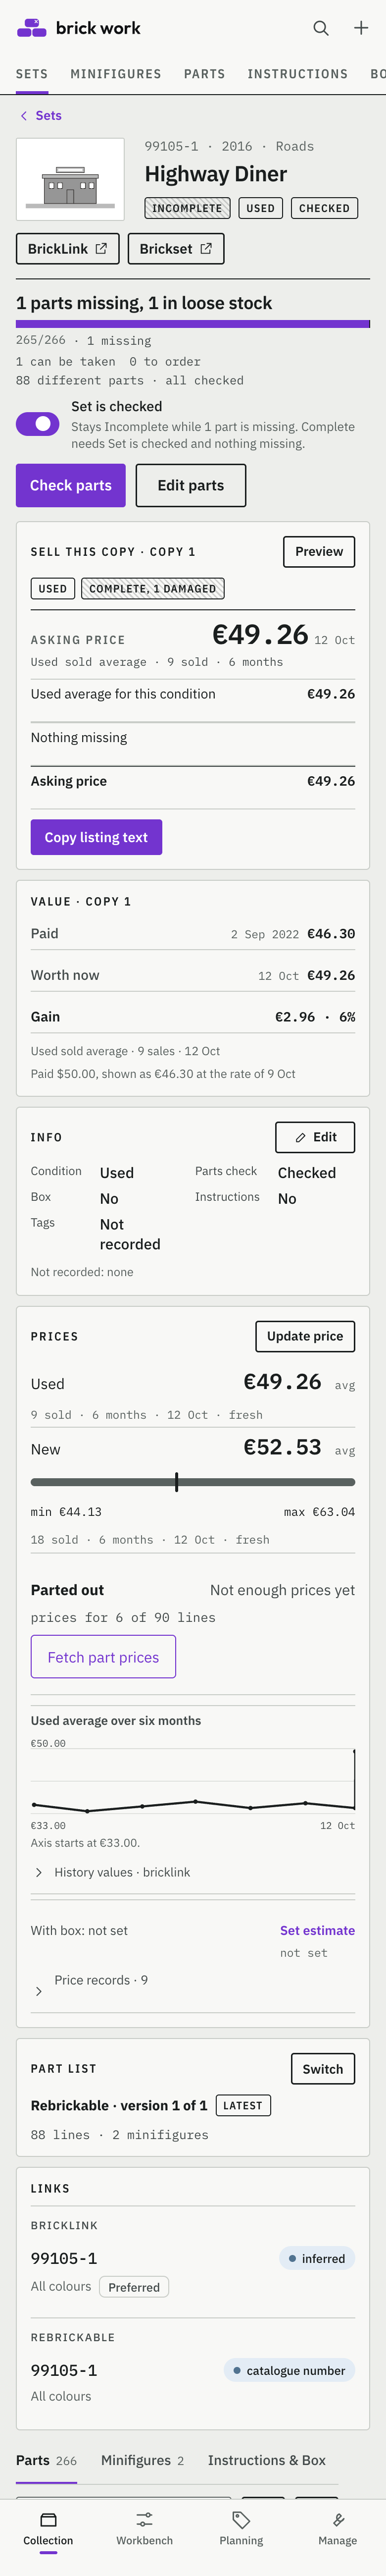 brick work
SETS MINIFIGURES PARTS INSTRUCTIONS BO
Sets
99105-1 · 2016 · Roads
Highway Diner
INCOMPLETE USED CHECKED
BrickLink Brickset
1 parts missing, 1 in loose stock
265/266 · 1 missing
1 can be taken 0 to order
88 different parts · all checked
Set is checked
Stays Incomplete while 1 part is missing. Complete
needs Set is checked and nothing missing.
Check parts Edit parts
SELL THIS COPY · COPY 1 Preview
USED COMPLETE, 1 DAMAGED
ASKING PRICE €49.26 12 Oct
Used sold average · 9 sold · 6 months
Used average for this condition €49.26
Nothing missing
Asking price €49.26
Copy listing text
VALUE · COPY 1
Paid 2 Sep 2022 €46.30
Worth now 12 Oct €49.26
Gain €2.96 · 6%
Used sold average · 9 sales · 12 Oct
Paid $50.00, shown as €46.30 at the rate of 9 Oct
INFO Edit
Condition Used Parts check Checked
Box No Instructions No
Tags Not
recorded
Not recorded: none
PRICES Update price
Used €49.26 avg
9 sold · 6 months · 12 Oct · fresh
New €52.53 avg
min €44.13 max €63.04
18 sold · 6 months · 12 Oct · fresh
Parted out Not enough prices yet
prices for 6 of 90 lines
Fetch part prices
Used average over six months
€50.00
€33.00 12 Oct
Axis starts at €33.00.
History values · bricklink
With box: not set Set estimate
not set
Price records · 9
PART LIST Switch
Rebrickable · version 1 of 1 LATEST
88 lines · 2 minifigures
LINKS
BRICKLINK
99105-1 inferred
All colours Preferred
REBRICKABLE
99105-1 catalogue number
All colours
Parts 266 Minifigures 2 Instructions & Box
Collection Workbench Planning Manage